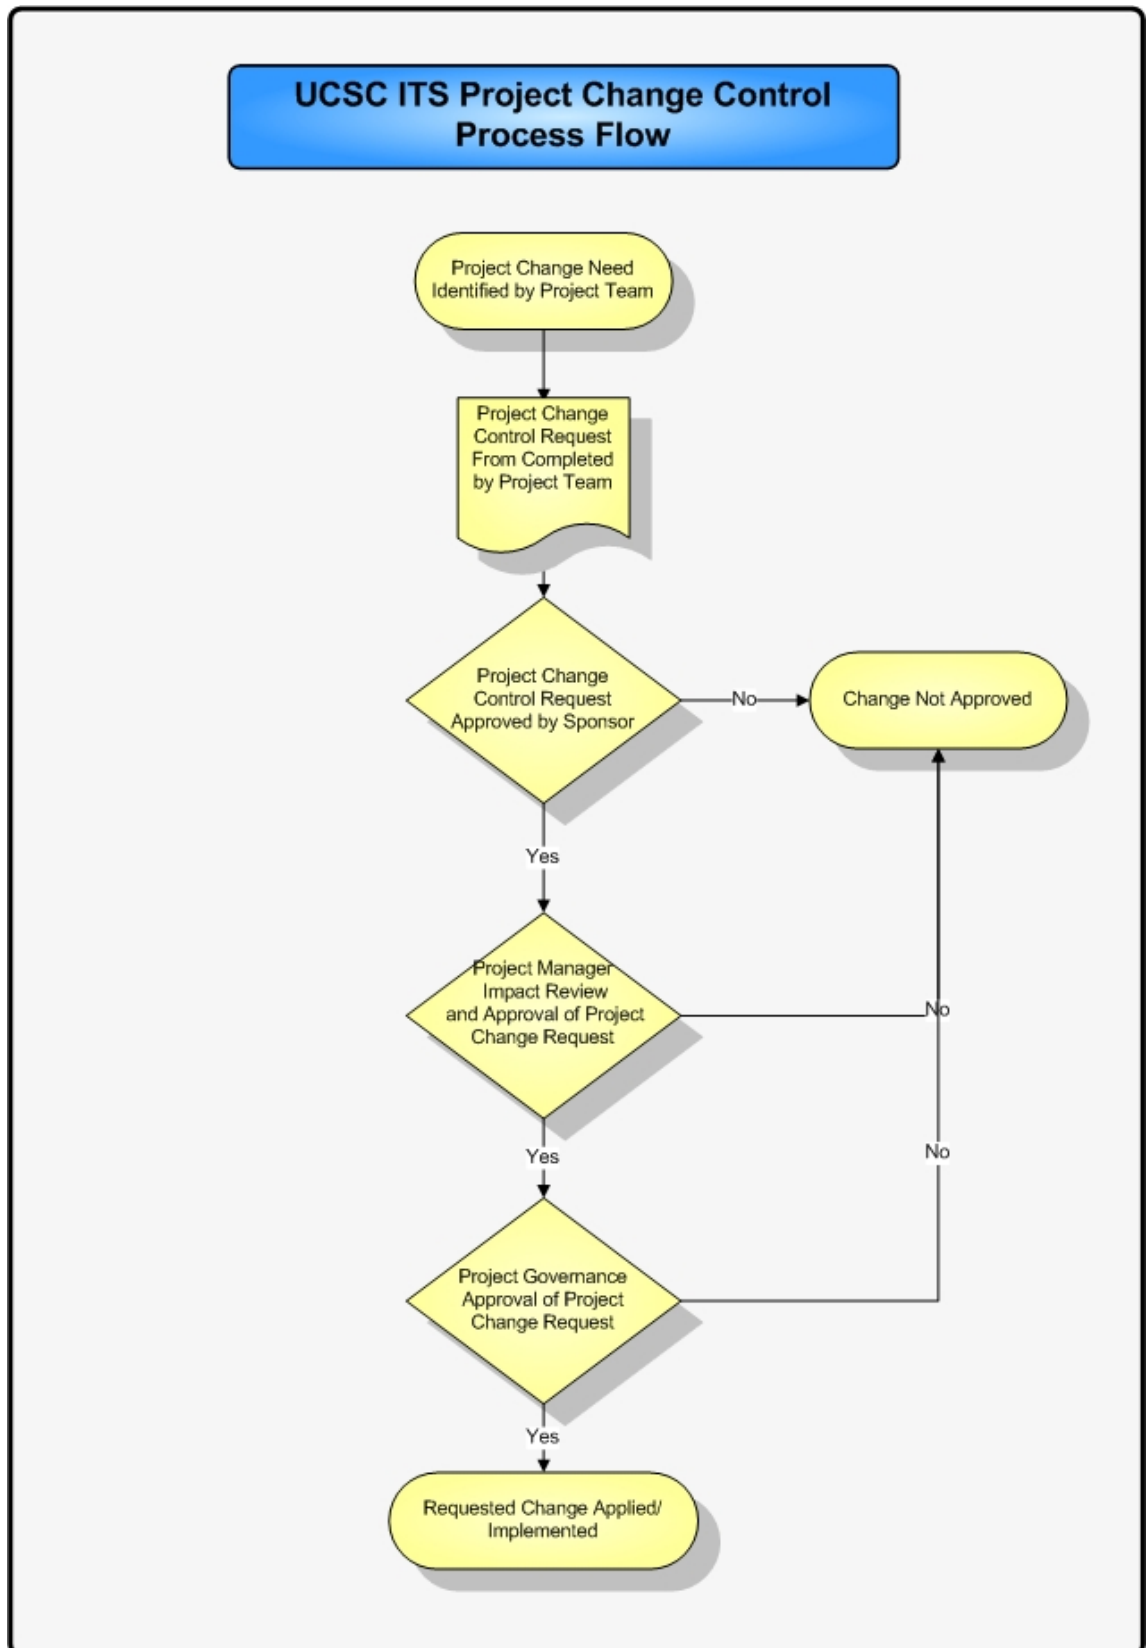 UCSC ITS Project Change Control
Process Flow
Project Change Need
Identified by Project Team
Project Change
Control Request
From Completed
by Project Team
Project Change
Control Request
Approved by Sponsor
No
Change Not Approved
Yes
Project Manager
Impact Review
and Approval of Project
Change Request
No
Yes
No
Project Governance
Approval of Project
Change Request
Yes
Requested Change Applied/
Implemented